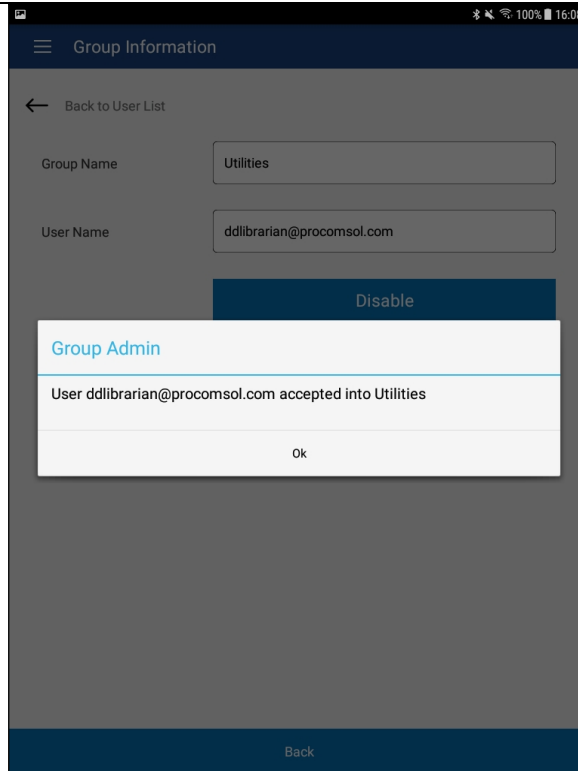 100% 16:08
Group Information
Back to User List
Group Name
Utilities
User Name
ddlibrarian@procomsol.com
Disable
Group Admin
User ddlibrarian@procomsol.com accepted into Utilities
Ok
Back